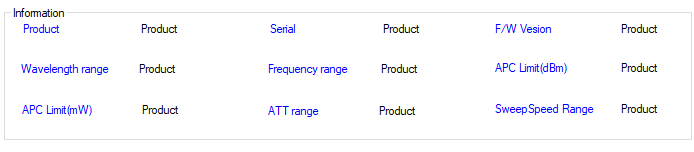 Information
Product Product Serial Product F/W Vesion Product
Wavelength range Product Frequency range Product APC Limit(dBm) Product
APC Limit(mW) Product ATT range Product SweepSpeed Range Product